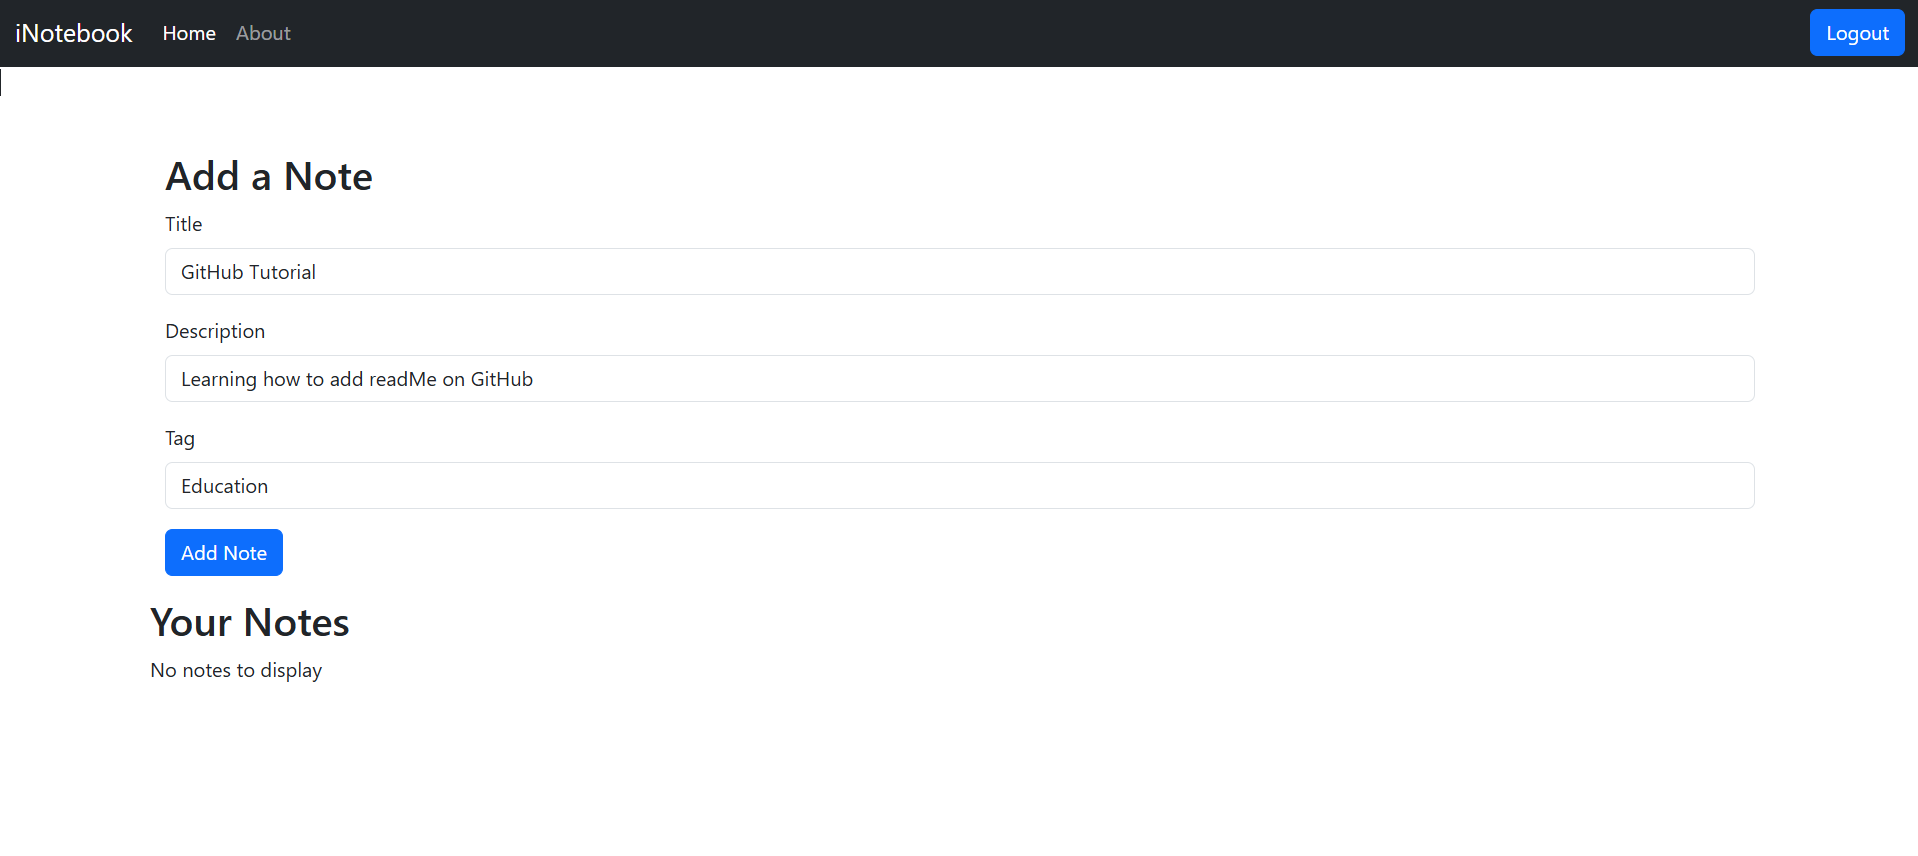 iNotebook Home About Logout
Add a Note
Title
GitHub Tutorial
Description
Learning how to add readMe on GitHub
Tag
Education
Add Note
Your Notes
No notes to display